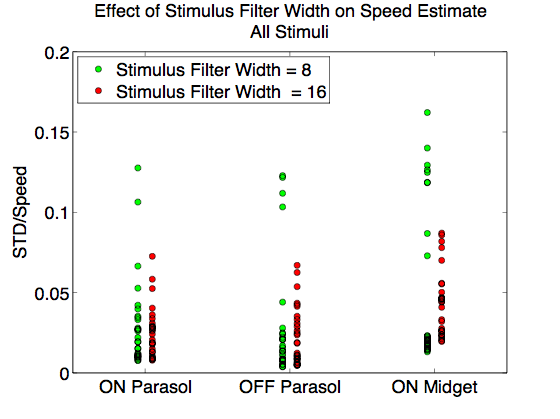 Effect of Stimulus Filter Width on Speed Estimate
All Stimuli
0.2
Stimulus Filter Width = 8
Stimulus Filter Width = 16
0.15
0.1
0.05
0
STD/Speed
ON Parasol
OFF Parasol
ON Midget